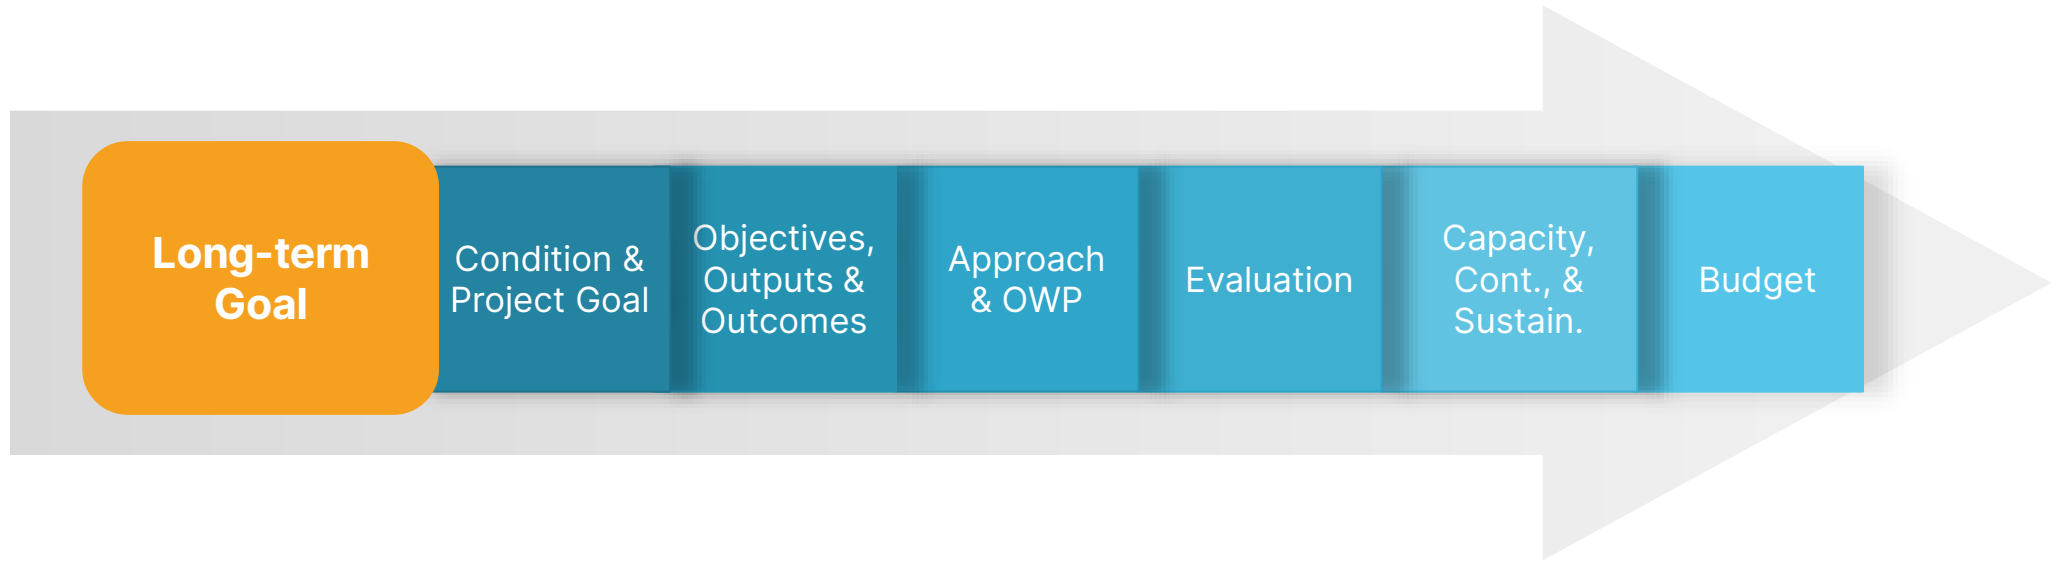 Long-term
Goal
Condition &
Project Goal
Objectives,
Outputs &
Outcomes
Approach
& OWP
Evaluation
Capacity,
Cont., &
Sustain.
Budget